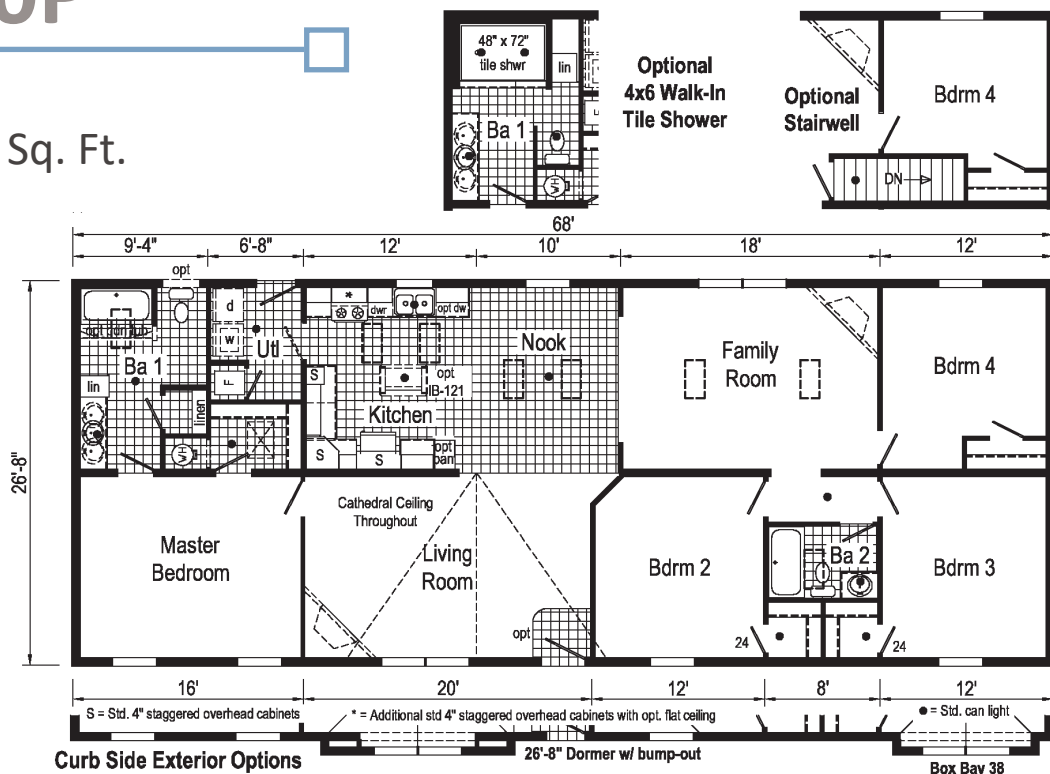 Sq. Ft.
48" x 72"
tile shwr
lin
Ba 1
WH
Optional
4x6 Walk-In
Tile Shower
Optional
Stairwell
Bdrm 4
DN
68'
9'-4"
6'-8"
12'
10'
18'
12'
26'-8"
opt
Ba 1
lin
linen
WH
d
w
Utl
F
S
*
dwr
opt dw
opt
IB-121
Kitchen
S
S
opt
pan
Nook
Family
Room
Bdrm 4
Master
Bedroom
Cathedral Ceiling
Throughout
Living
Room
opt
Bdrm 2
Ba 2
Bdrm 3
24
24
16'
20'
12'
8'
12'
S = Std. 4" staggered overhead cabinets
* = Additional std 4" staggered overhead cabinets with opt. flat ceiling
● = Std. can light
Curb Side Exterior Options
26'-8" Dormer w/ bump-out
Box Bay 38